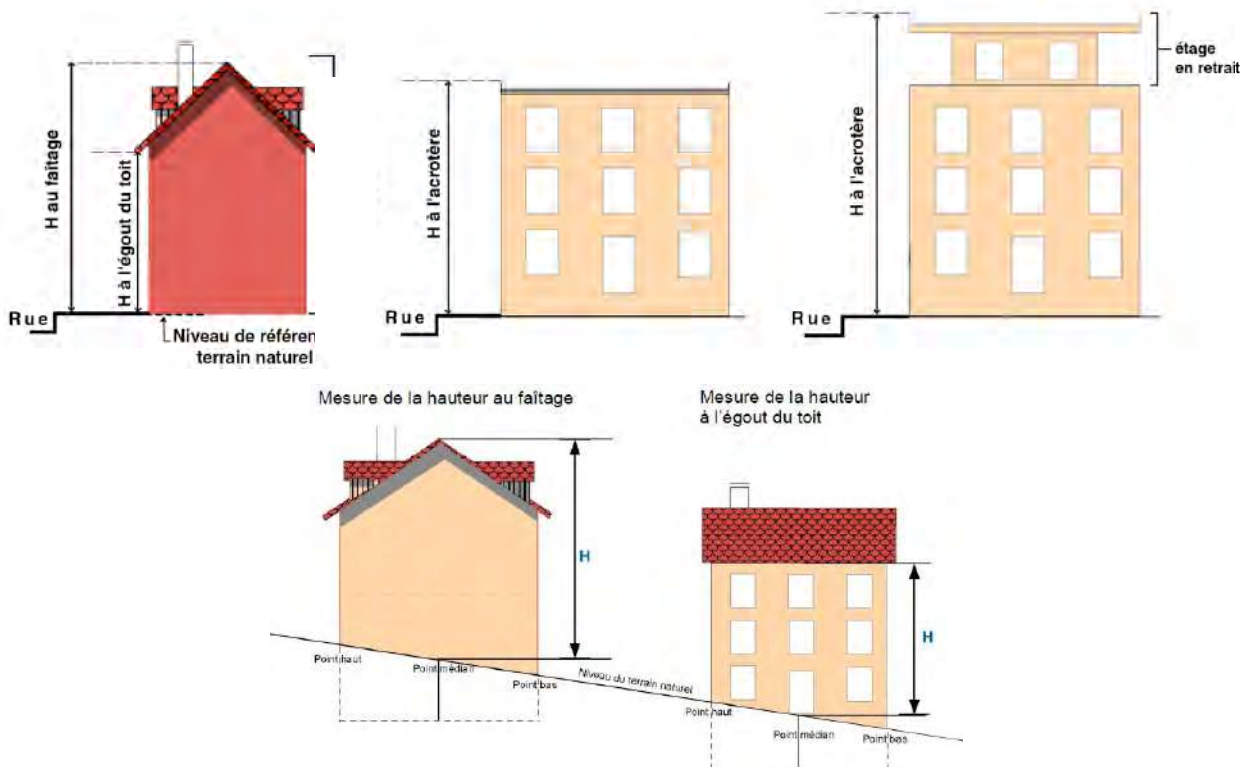 H au faîtage
H à l'égout du toit
Rue
Niveau de référen
terrain naturel
H à l'acrotère
Rue
H à l'acrotère
étage
en retrait
Rue
Mesure de la hauteur au faîtage
H
Point haut
Point médian
Point bas
Niveau du terrain naturel
Mesure de la hauteur
à l'égout du toit
H
Point haut
Point médian
Point bas